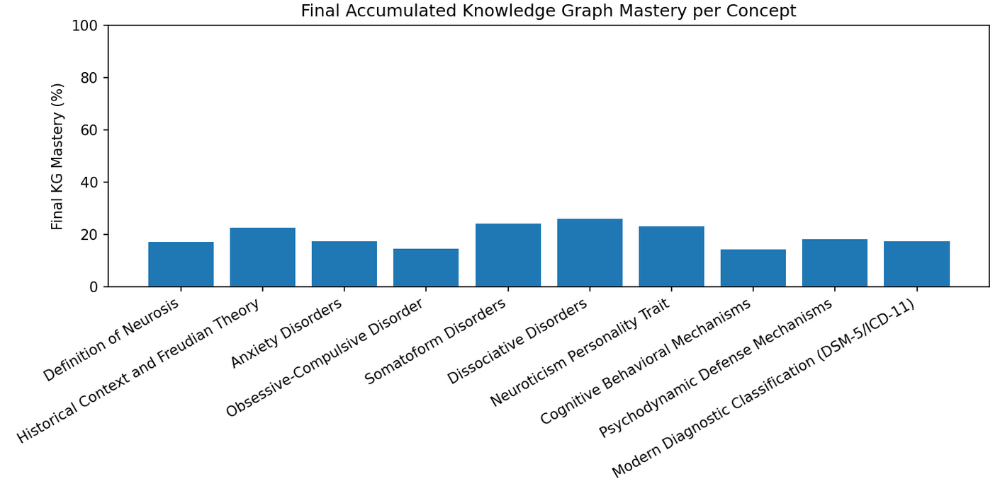 Final Accumulated Knowledge Graph Mastery per Concept
Final KG Mastery (%)
100
80
60
40
20
0
Definition of Neurosis
Historical Context and Freudian Theory
Anxiety Disorders
Obsessive-Compulsive Disorder
Somatoform Disorders
Dissociative Disorders
Neuroticism Personality Trait
Cognitive Behavioral Mechanisms
Psychodynamic Defense Mechanisms
Modern Diagnostic Classification (DSM-5/ICD-11)